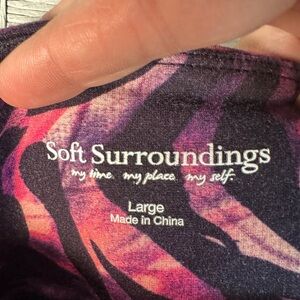 Soft Surroundings
my time. my place. my self.
Large
Made in China